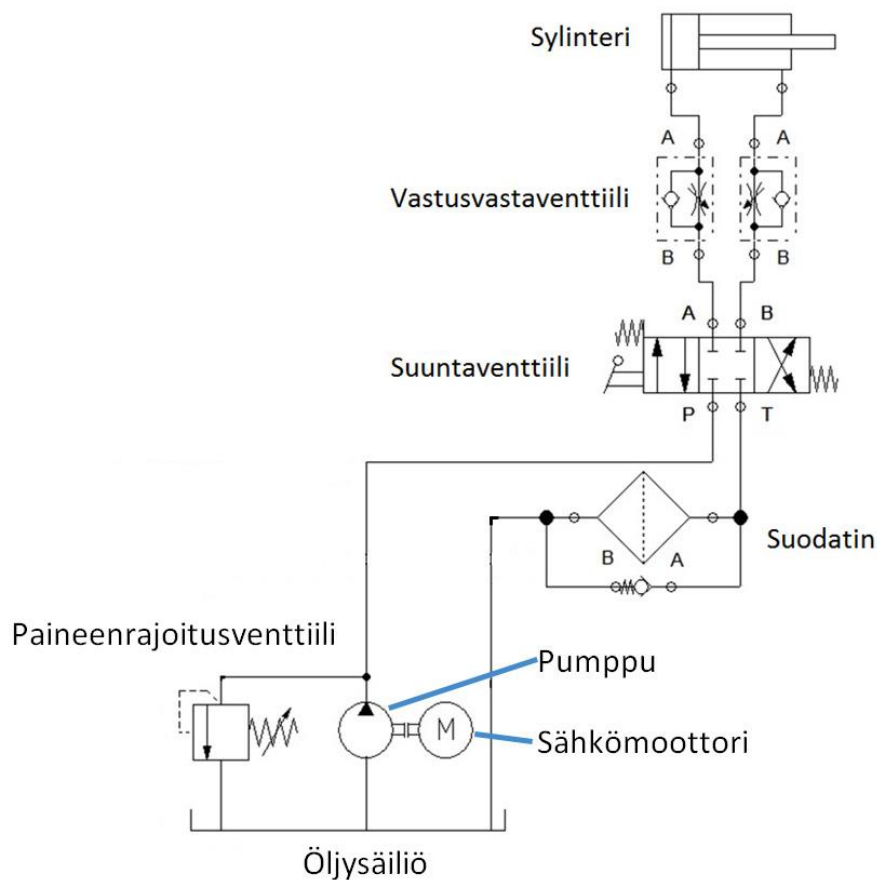 Sylinteri
A A
Vastusvastaventtiili
B B
A B
Suuntaventtiili
P T
Suodatin
B A
Paineenrajoitusventtiili
Pumppu
M
Sähkömoottori
Öljysäiliö